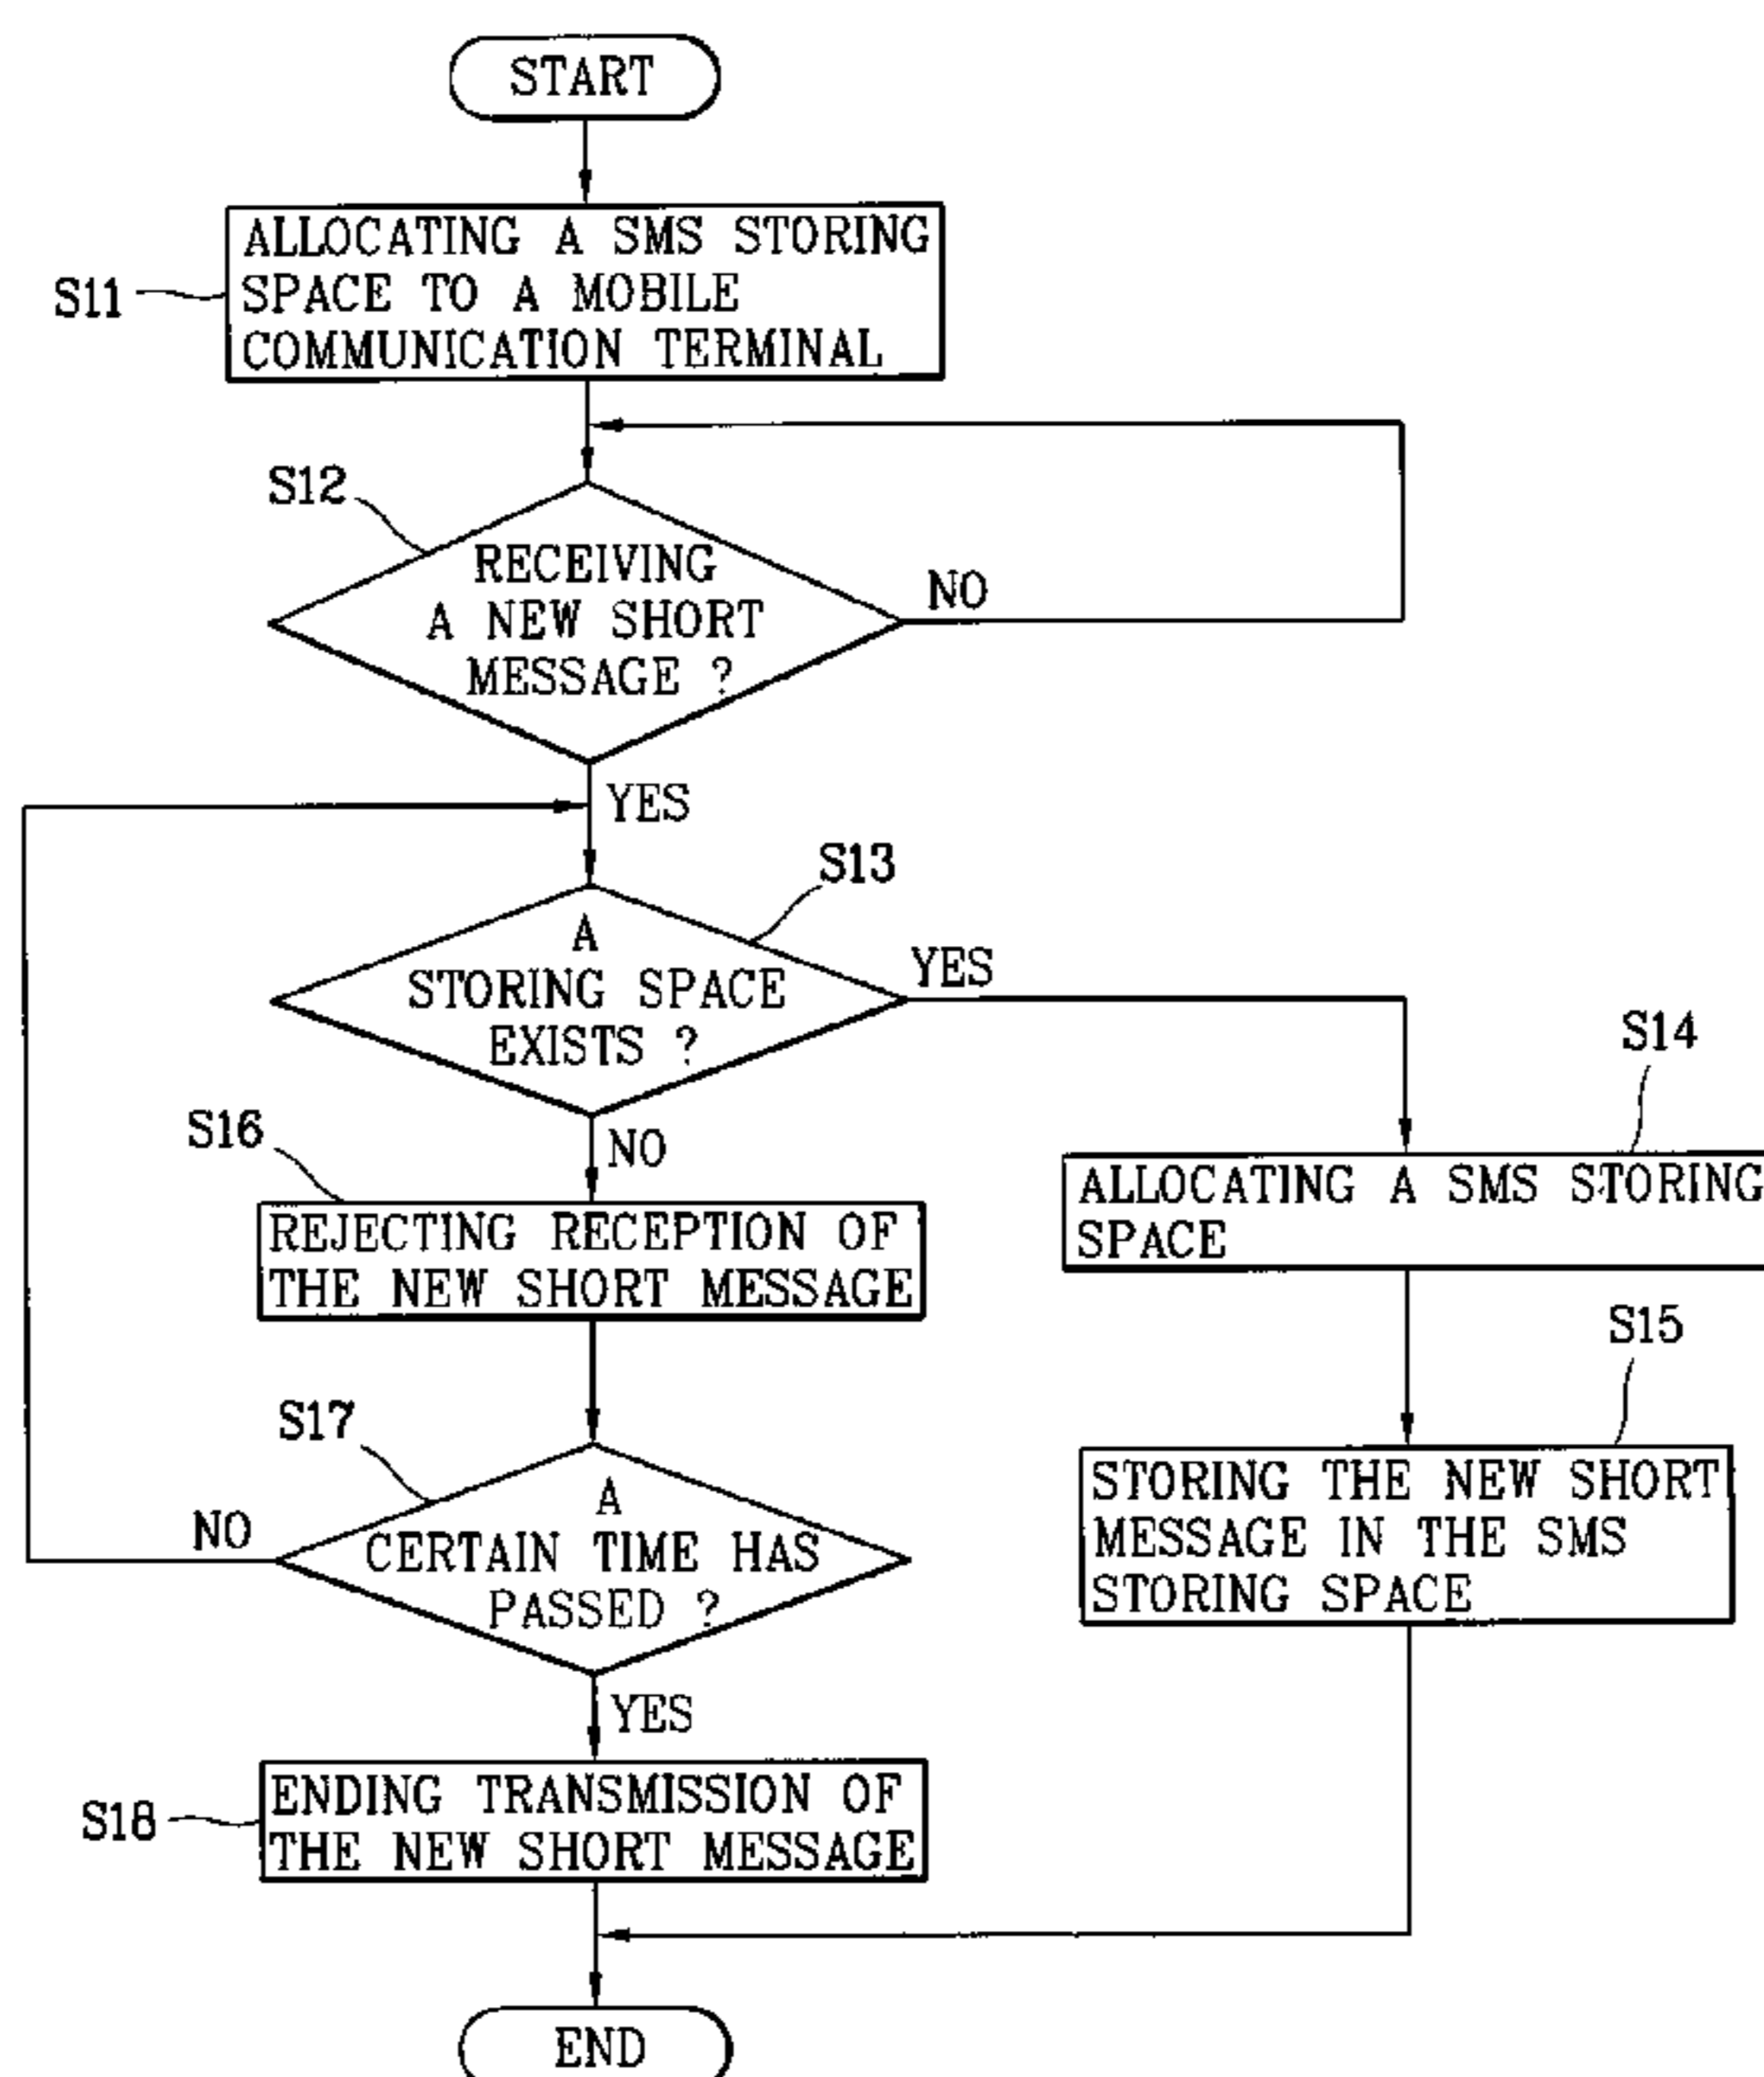 START
S11
ALLOCATING A SMS STORING
SPACE TO A MOBILE
COMMUNICATION TERMINAL
S12
RECEIVING
A NEW SHORT
MESSAGE ?
NO
YES
S13
A
STORING SPACE
EXISTS ?
YES
S14
ALLOCATING A SMS STORING
SPACE
S15
STORING THE NEW SHORT
MESSAGE IN THE SMS
STORING SPACE
NO
S16
REJECTING RECEPTION OF
THE NEW SHORT MESSAGE
S17
A
CERTAIN TIME HAS
PASSED ?
NO
YES
S18
ENDING TRANSMISSION OF
THE NEW SHORT MESSAGE
END